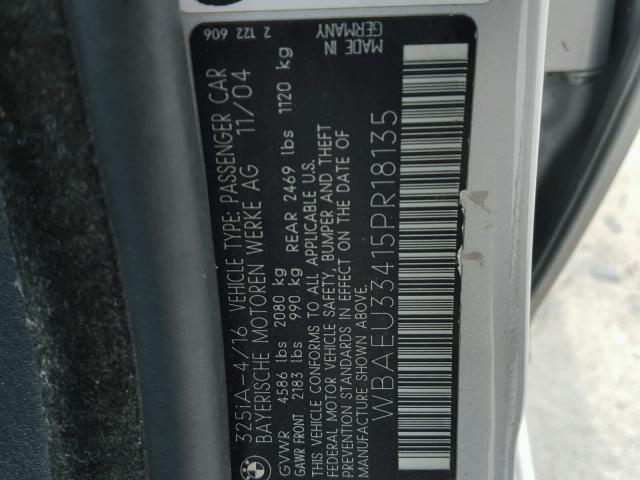 325iA-4/16 VEHICLE TYPE: PASSENGER CAR
BAYERISCHE MOTOREN WERKE AG 11/04
GVWR 4586 lbs 2080 kg
GAWR FRONT 2183 lbs 990 kg REAR 2469 lbs 1120 kg
THIS VEHICLE CONFORMS TO ALL APPLICABLE U.S.
FEDERAL MOTOR VEHICLE SAFETY, BUMPER AND THEFT
PREVENTION STANDARDS IN EFFECT ON THE DATE OF
MANUFACTURE SHOWN ABOVE.
WBAEU33415PR18135
2 122 606
MADE IN
GERMANY